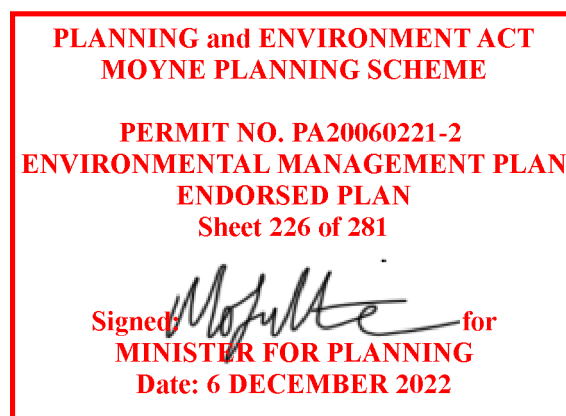 PLANNING and ENVIRONMENT ACT
MOYNE PLANNING SCHEME
PERMIT NO. PA20060221-2
ENVIRONMENTAL MANAGEMENT PLAN
ENDORSED PLAN
Sheet 226 of 281
Signed: for
MINISTER FOR PLANNING
Date: 6 DECEMBER 2022